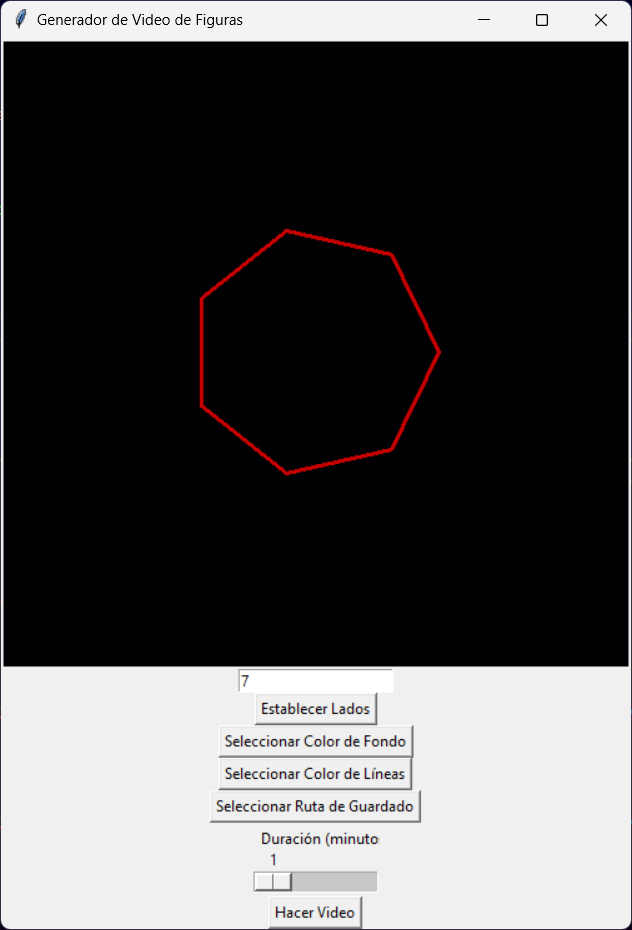 Generador de Video de Figuras
7
Establecer Lados
Seleccionar Color de Fondo
Seleccionar Color de Líneas
Seleccionar Ruta de Guardado
Duración (minuto
1
Hacer Video